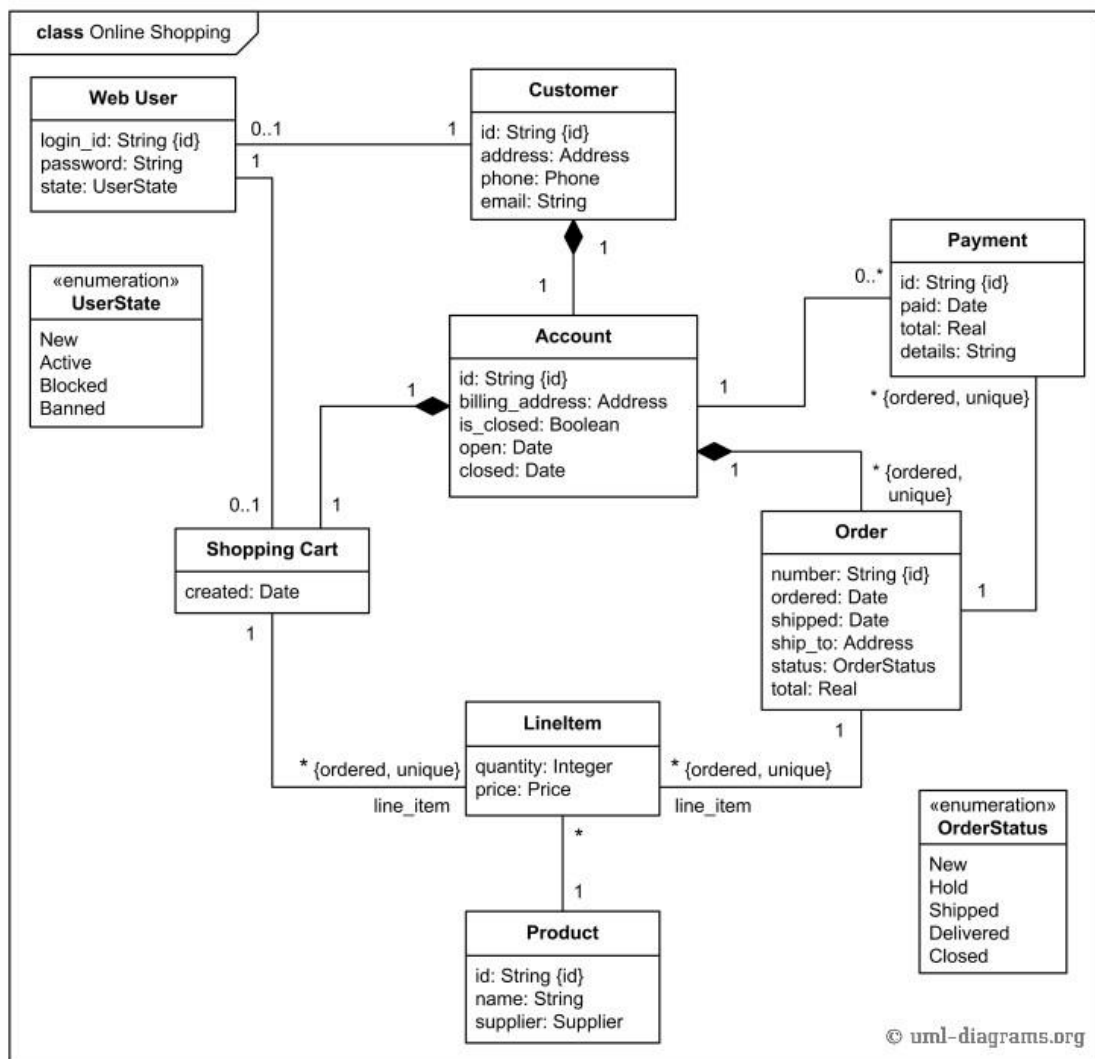 class Online Shopping
Web User
login_id: String {id}
password: String
state: UserState
0..1
1
1
Customer
id: String {id}
address: Address
phone: Phone
email: String
1
1
«enumeration»
UserState
New
Active
Blocked
Banned
Payment
id: String {id}
paid: Date
total: Real
details: String
0..*
Account
id: String {id}
billing_address: Address
is_closed: Boolean
open: Date
closed: Date
1
1
* {ordered, unique}
1
* {ordered,
unique}
0..1
1
Shopping Cart
created: Date
1
Order
number: String {id}
ordered: Date
shipped: Date
ship_to: Address
status: OrderStatus
total: Real
1
1
LineItem
quantity: Integer
price: Price
* {ordered, unique}
line_item
* {ordered, unique}
line_item
*
1
Product
id: String {id}
name: String
supplier: Supplier
«enumeration»
OrderStatus
New
Hold
Shipped
Delivered
Closed
© uml-diagrams.org